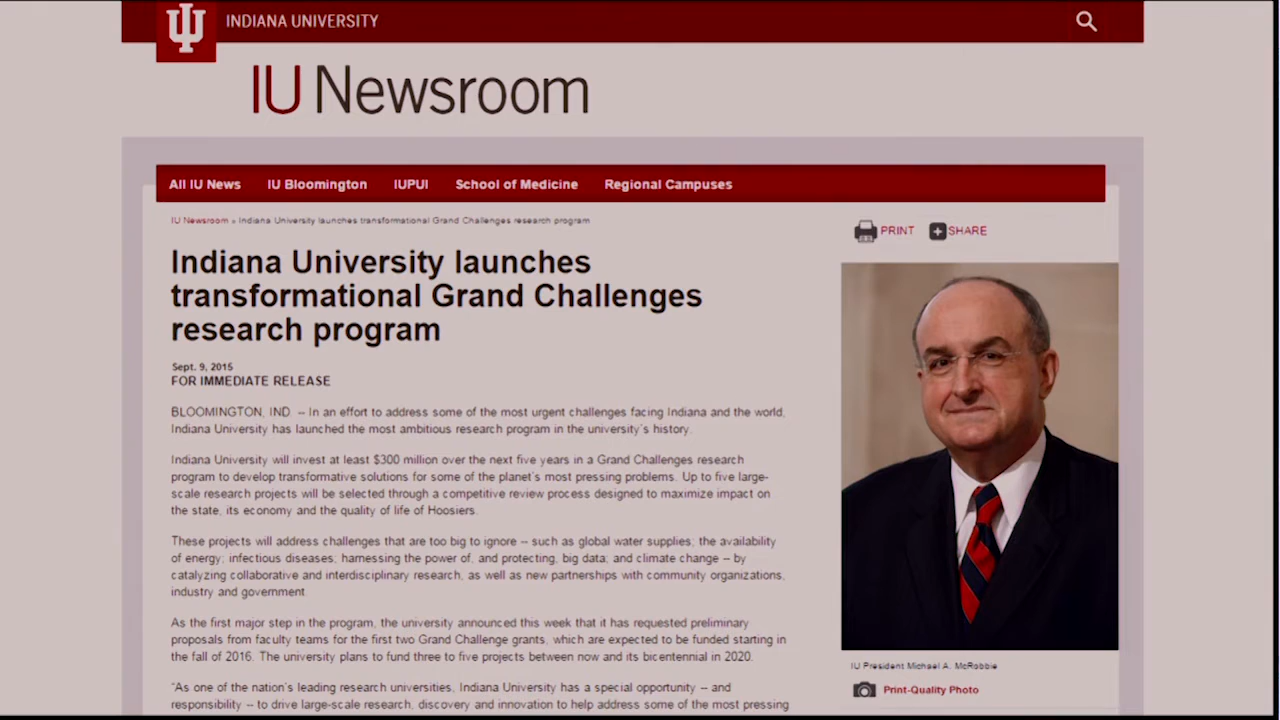 INDIANA UNIVERSITY
IU Newsroom
All IU News IU Bloomington IUPUI School of Medicine Regional Campuses
IU Newsroom » Indiana University launches transformational Grand Challenges research program
PRINT SHARE
Indiana University launches
transformational Grand Challenges
research program
Sept. 9, 2015
FOR IMMEDIATE RELEASE
BLOOMINGTON, IND. -- In an effort to address some of the most urgent challenges facing Indiana and the world,
Indiana University has launched the most ambitious research program in the university's history.
Indiana University will invest at least $300 million over the next five years in a Grand Challenges research
program to develop transformative solutions for some of the planet's most pressing problems. Up to five large-
scale research projects will be selected through a competitive review process designed to maximize impact on
the state, its economy and the quality of life of Hoosiers.
These projects will address challenges that are too big to ignore -- such as global water supplies; the availability
of energy; infectious diseases; harnessing the power of, and protecting, big data; and climate change -- by
catalyzing collaborative and interdisciplinary research, as well as new partnerships with community organizations,
industry and government.
As the first major step in the program, the university announced this week that it has requested preliminary
proposals from faculty teams for the first two Grand Challenge grants, which are expected to be funded starting in
the fall of 2016. The university plans to fund three to five projects between now and its bicentennial in 2020.
"As one of the nation's leading research universities, Indiana University has a special opportunity -- and
responsibility -- to drive large-scale research, discovery and innovation to help address some of the most pressing
IU President Michael A. McRobbie
Print-Quality Photo